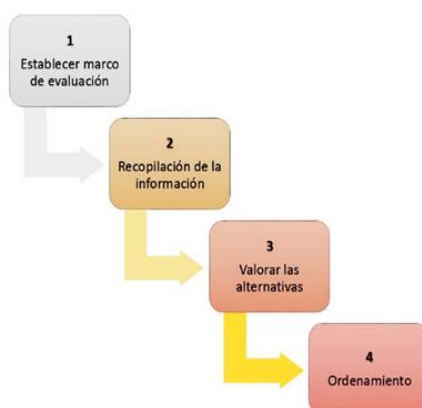 1
Establecer marco
de evaluación
2
Recopilación de la
información
3
Valorar las
alternativas
4
Ordenamiento